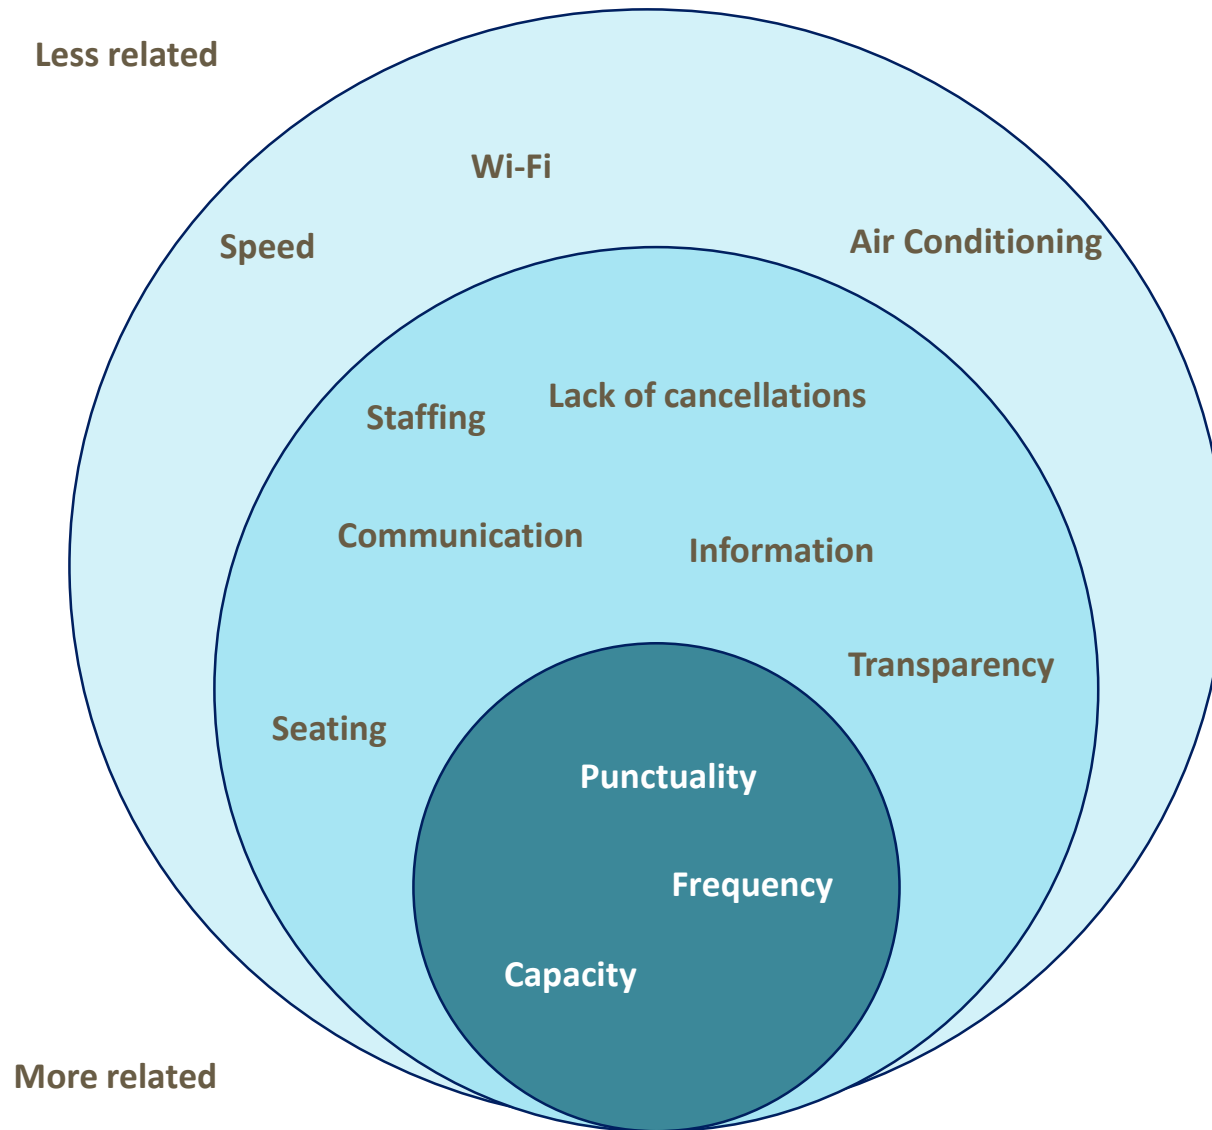 Less related
Wi-Fi
Speed
Air Conditioning
Lack of cancellations
Staffing
Communication
Information
Transparency
Seating
Punctuality
Frequency
Capacity
More related